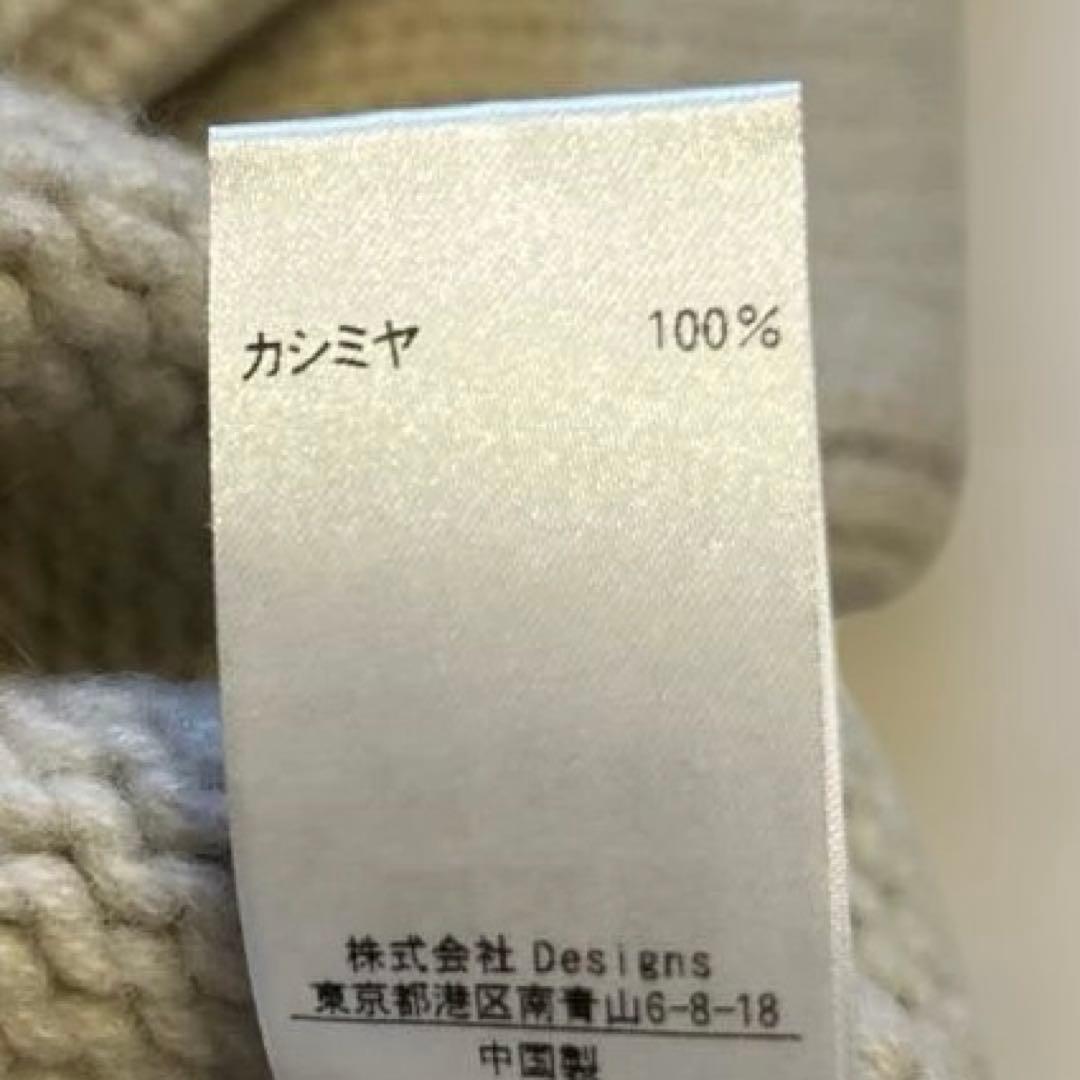 カシミヤ 100%
株式会社 Designs
東京都港区南青山6-8-18
中国製